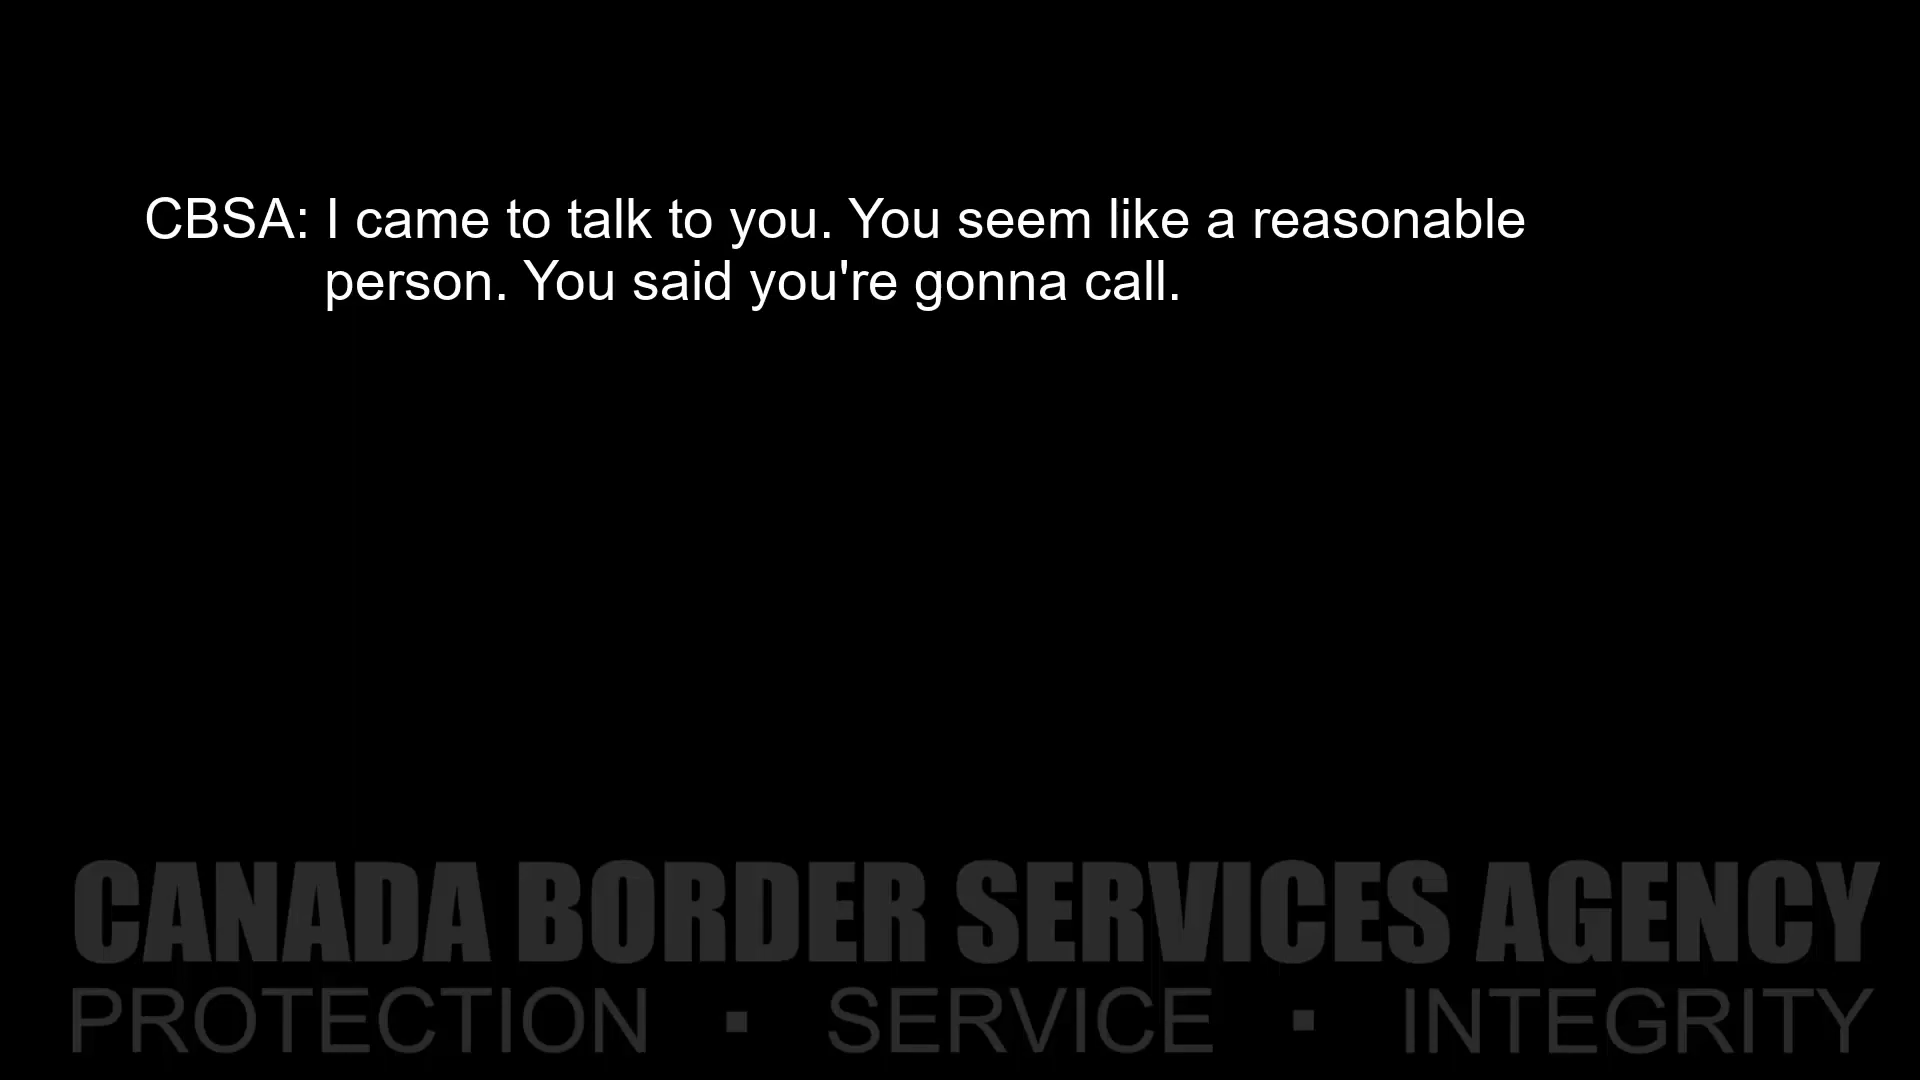 CBSA: I came to talk to you. You seem like a reasonable
person. You said you're gonna call.
CANADA BORDER SERVICES AGENCY
PROTECTION ▪ SERVICE ▪ INTEGRITY